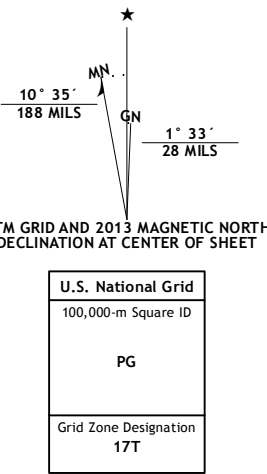 ★
MN
10° 35´
188 MILS
GN
1° 33´
28 MILS
TM GRID AND 2013 MAGNETIC NORTH
DECLINATION AT CENTER OF SHEET
U.S. National Grid
100,000-m Square ID
PG
Grid Zone Designation
17T